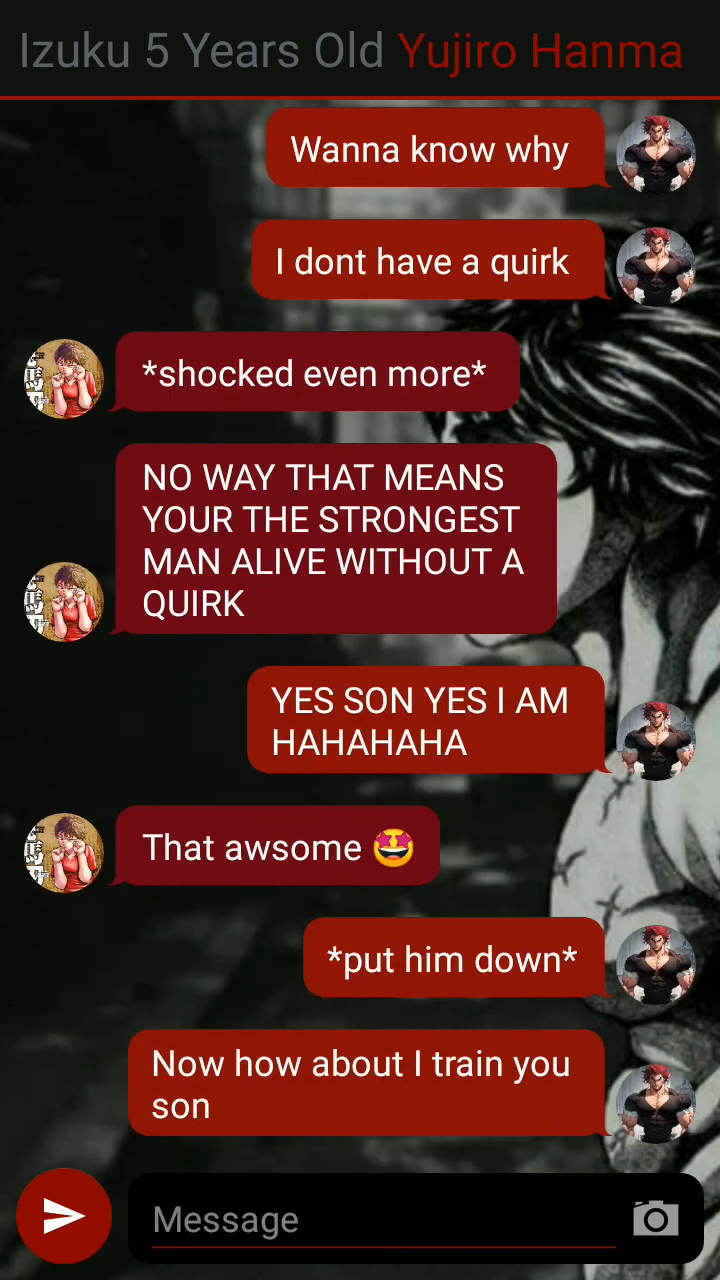 Izuku 5 Years Old Yujiro Hanma
Wanna know why
I dont have a quirk
*shocked even more*
NO WAY THAT MEANS
YOUR THE STRONGEST
MAN ALIVE WITHOUT A
QUIRK
YES SON YES I AM
HAHAHAHA
That awsome 🤩
*put him down*
Now how about I train you
son
Message